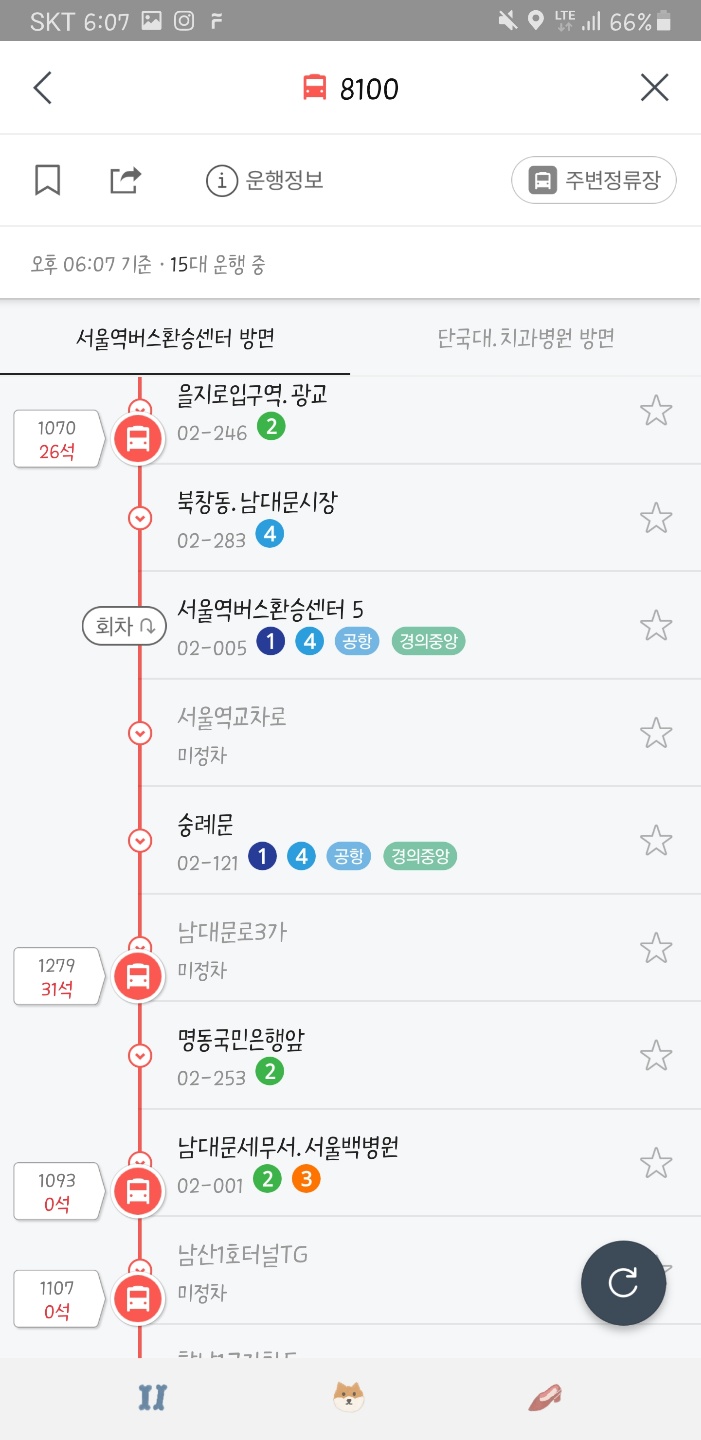 SKT 6:07 LTE 66%
8100
운행정보 주변정류장
오후 06:07 기준 · 15대 운행 중
서울역버스환승센터 방면 단국대.치과병원 방면
을지로입구역.광교
1070
26석
02-246 2
북창동.남대문시장
02-283 4
서울역버스환승센터 5
회차
02-005 1 4 공항 경의중앙
서울역교차로
미정차
숭례문
02-121 1 4 공항 경의중앙
남대문로3가
1279
31석
미정차
명동국민은행앞
02-253 2
남대문세무서.서울백병원
1093
0석
02-001 2 3
남산1호터널TG
1107
0석
미정차